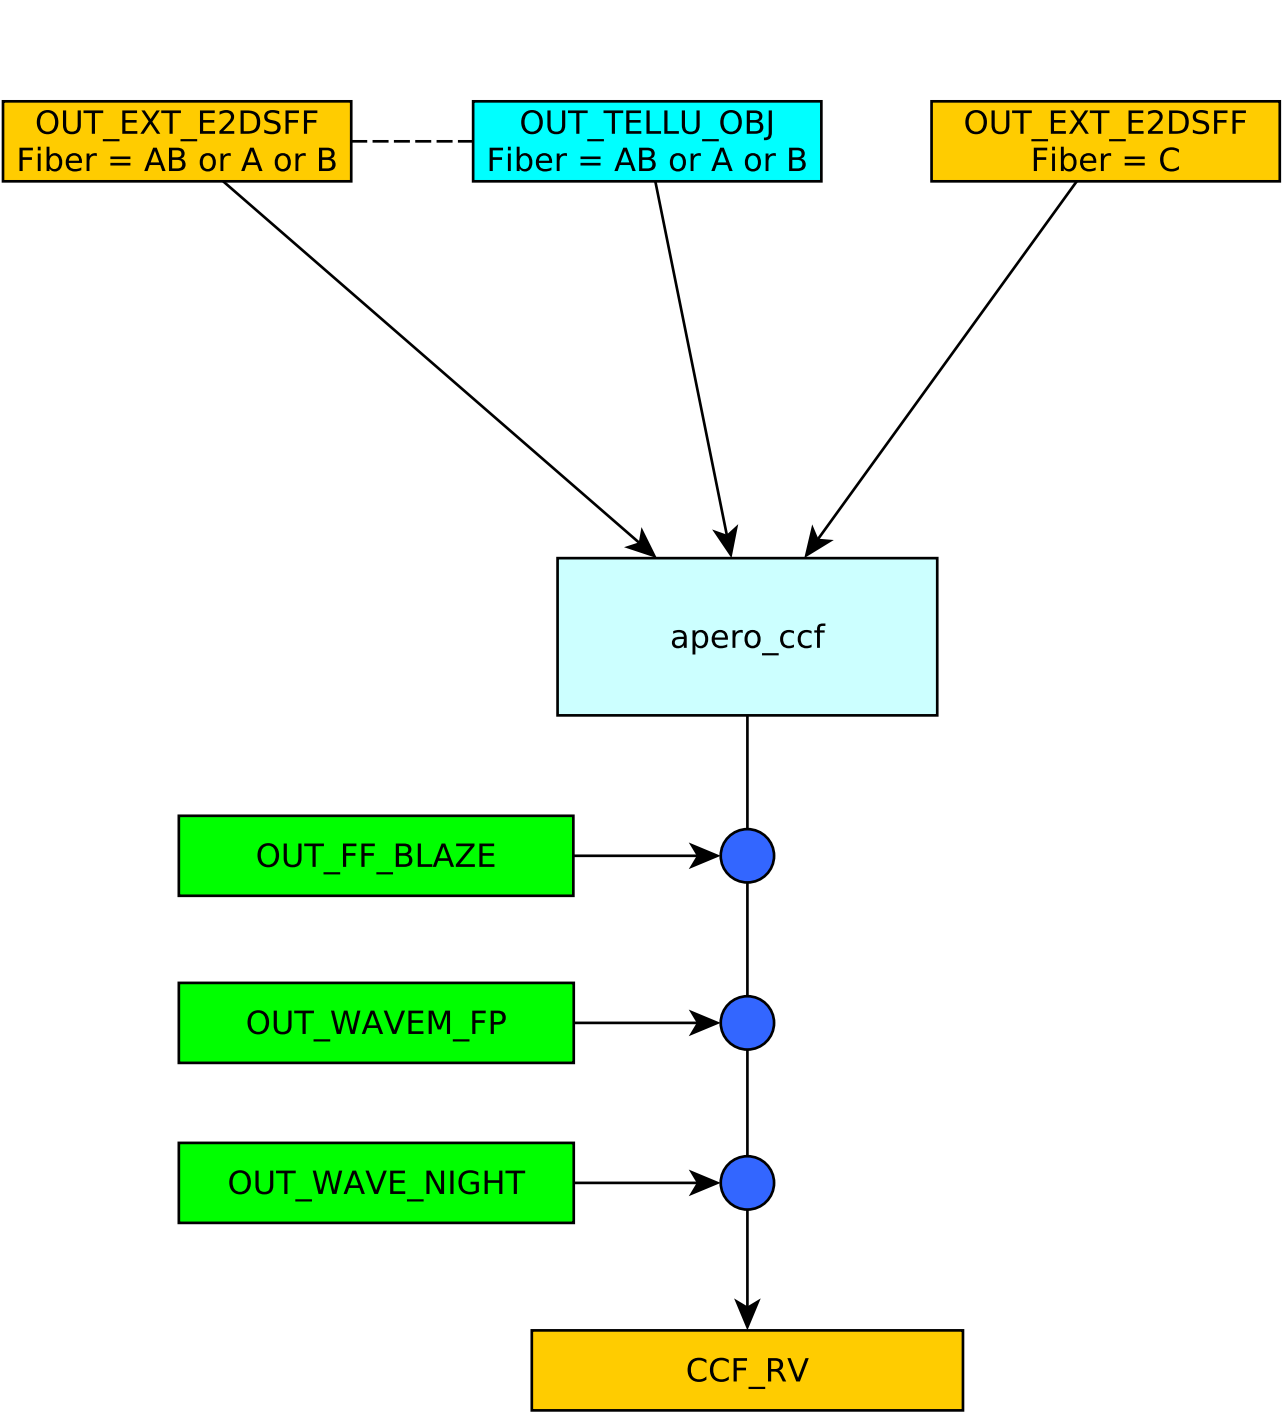 OUT_EXT_E2DSFF
Fiber = AB or A or B
OUT_TELLU_OBJ
Fiber = AB or A or B
OUT_EXT_E2DSFF
Fiber = C
apero_ccf
OUT_FF_BLAZE
OUT_WAVEM_FP
OUT_WAVE_NIGHT
CCF_RV